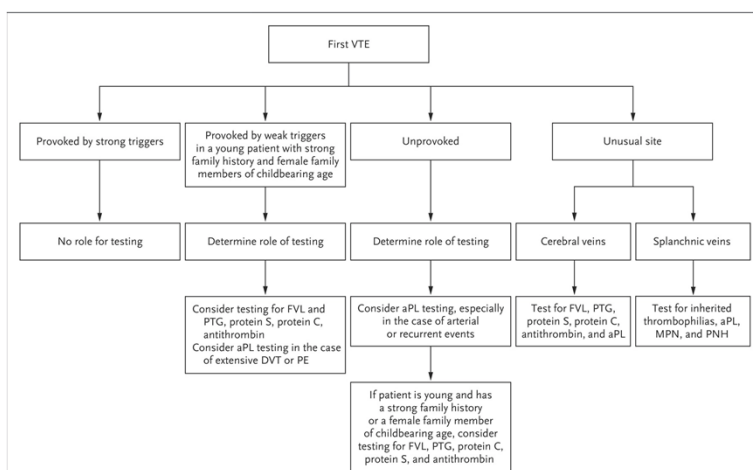 First VTE
Provoked by strong triggers
Provoked by weak triggers
in a young patient with strong
family history and female family
members of childbearing age
Unprovoked
Unusual site
No role for testing
Determine role of testing
Determine role of testing
Cerebral veins
Splanchnic veins
Consider testing for FVL and
PTG, protein S, protein C,
antithrombin
Consider aPL testing in the case
of extensive DVT or PE
Consider aPL testing, especially
in the case of arterial
or recurrent events
Test for FVL, PTG,
protein S, protein C,
antithrombin, and aPL
Test for inherited
thrombophilias, aPL,
MPN, and PNH
If patient is young and has
a strong family history
or a female family member
of childbearing age, consider
testing for FVL, PTG, protein C,
protein S, and antithrombin